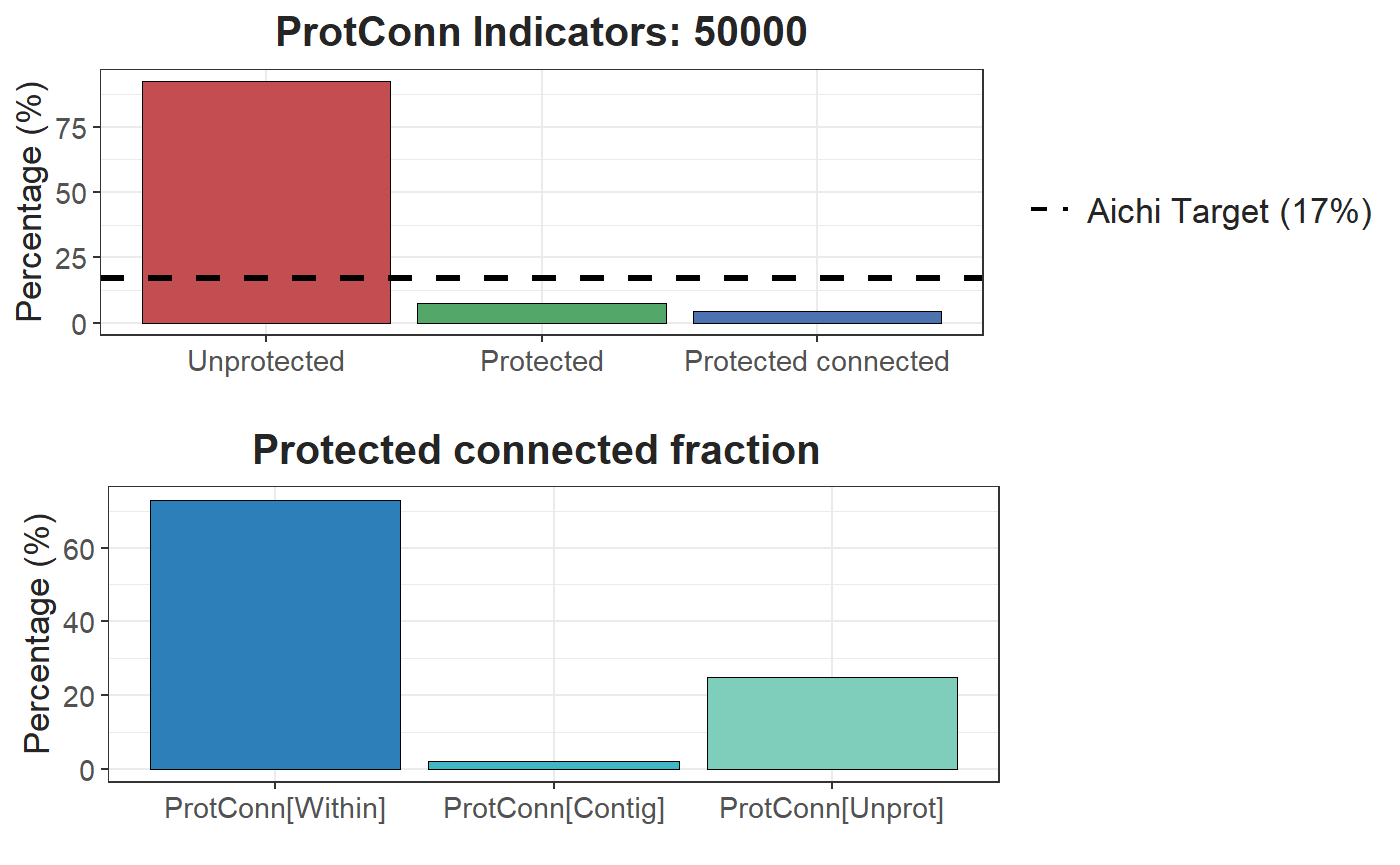 ProtConn Indicators: 50000
Percentage (%)
75
50
25
0
Unprotected Protected Protected connected
Aichi Target (17%)
Protected connected fraction
Percentage (%)
60
40
20
0
ProtConn[Within] ProtConn[Contig] ProtConn[Unprot]